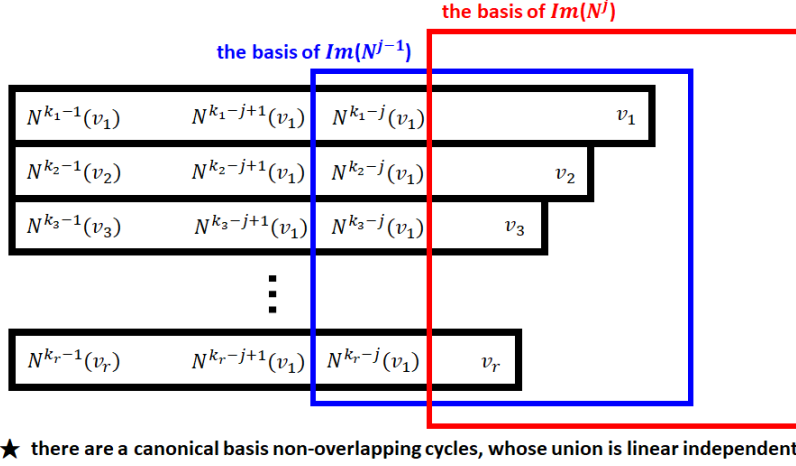 the basis of Im(N^j)
the basis of Im(N^{j-1})
N^{k_1-1}(v_1) N^{k_1-j+1}(v_1) N^{k_1-j}(v_1) v_1
N^{k_2-1}(v_2) N^{k_2-j+1}(v_1) N^{k_2-j}(v_1) v_2
N^{k_3-1}(v_3) N^{k_3-j+1}(v_1) N^{k_3-j}(v_1) v_3
⋮
N^{k_r-1}(v_r) N^{k_r-j+1}(v_1) N^{k_r-j}(v_1) v_r
★ there are a canonical basis non-overlapping cycles, whose union is linear independent